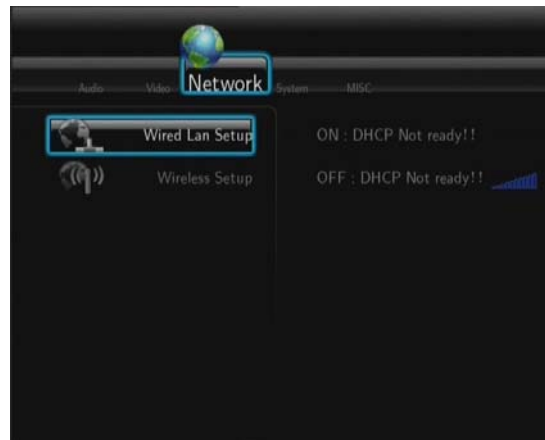 Audio Video Network System MISC
Wired Lan Setup ON : DHCP Not ready!!
Wireless Setup OFF : DHCP Not ready!!